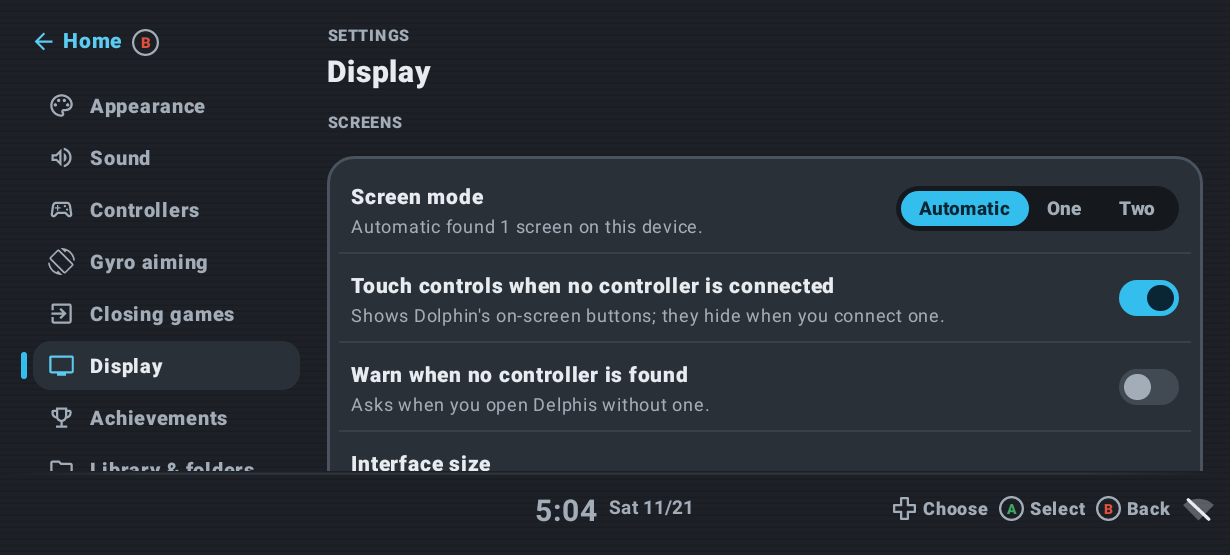 Home B
Appearance
Sound
Controllers
Gyro aiming
Closing games
Display
Achievements
Library & folders
SETTINGS
Display
SCREENS
Screen mode
Automatic found 1 screen on this device.
Automatic One Two
Touch controls when no controller is connected
Shows Dolphin's on-screen buttons; they hide when you connect one.
Warn when no controller is found
Asks when you open Delphis without one.
Interface size
5:04 Sat 11/21
Choose A Select B Back